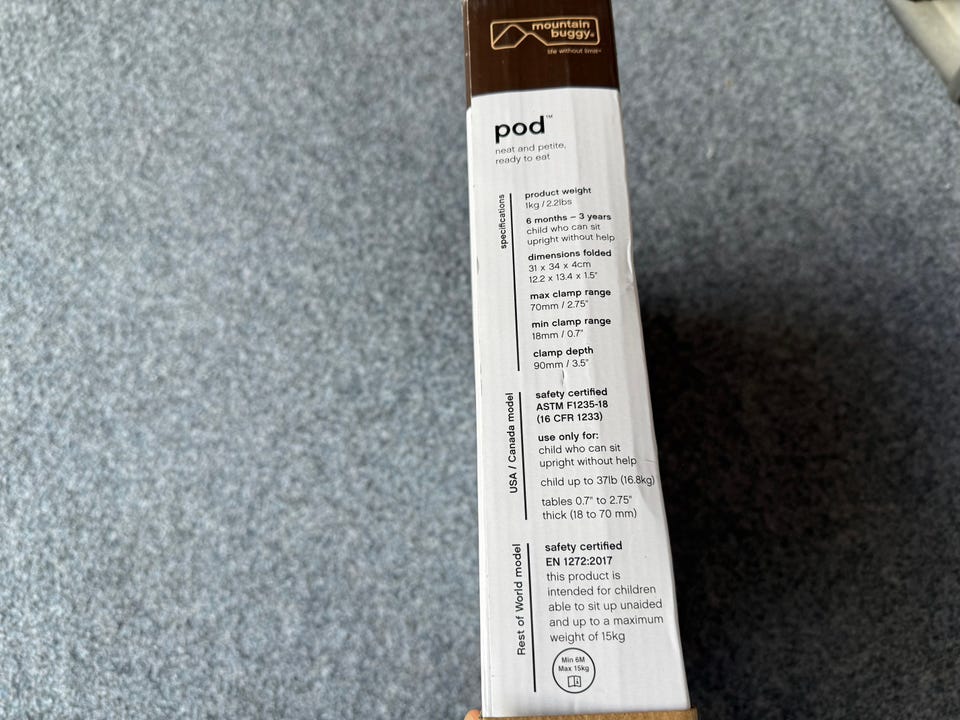 mountain
buggy®
life without limits™
pod™
neat and petite,
ready to eat
specifications
product weight
1kg / 2.2lbs
6 months – 3 years
child who can sit
upright without help
dimensions folded
31 x 34 x 4cm
12.2 x 13.4 x 1.5"
max clamp range
70mm / 2.75"
min clamp range
18mm / 0.7"
clamp depth
90mm / 3.5"
USA / Canada model
safety certified
ASTM F1235-18
(16 CFR 1233)
use only for:
child who can sit
upright without help
child up to 37lb (16.8kg)
tables 0.7" to 2.75"
thick (18 to 70 mm)
Rest of World model
safety certified
EN 1272:2017
this product is
intended for children
able to sit up unaided
and up to a maximum
weight of 15kg
Min 6M
Max 15kg